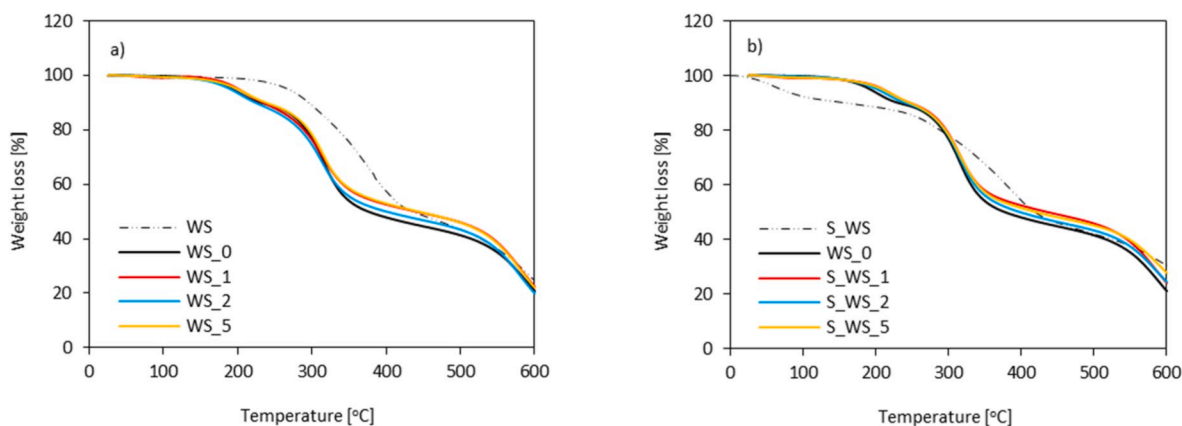 a)
Weight loss [%]
120
100
80
60
40
20
0
WS
WS_0
WS_1
WS_2
WS_5
0 100 200 300 400 500 600
Temperature [°C]
b)
Weight loss [%]
120
100
80
60
40
20
0
S_WS
WS_0
S_WS_1
S_WS_2
S_WS_5
0 100 200 300 400 500 600
Temperature [°C]